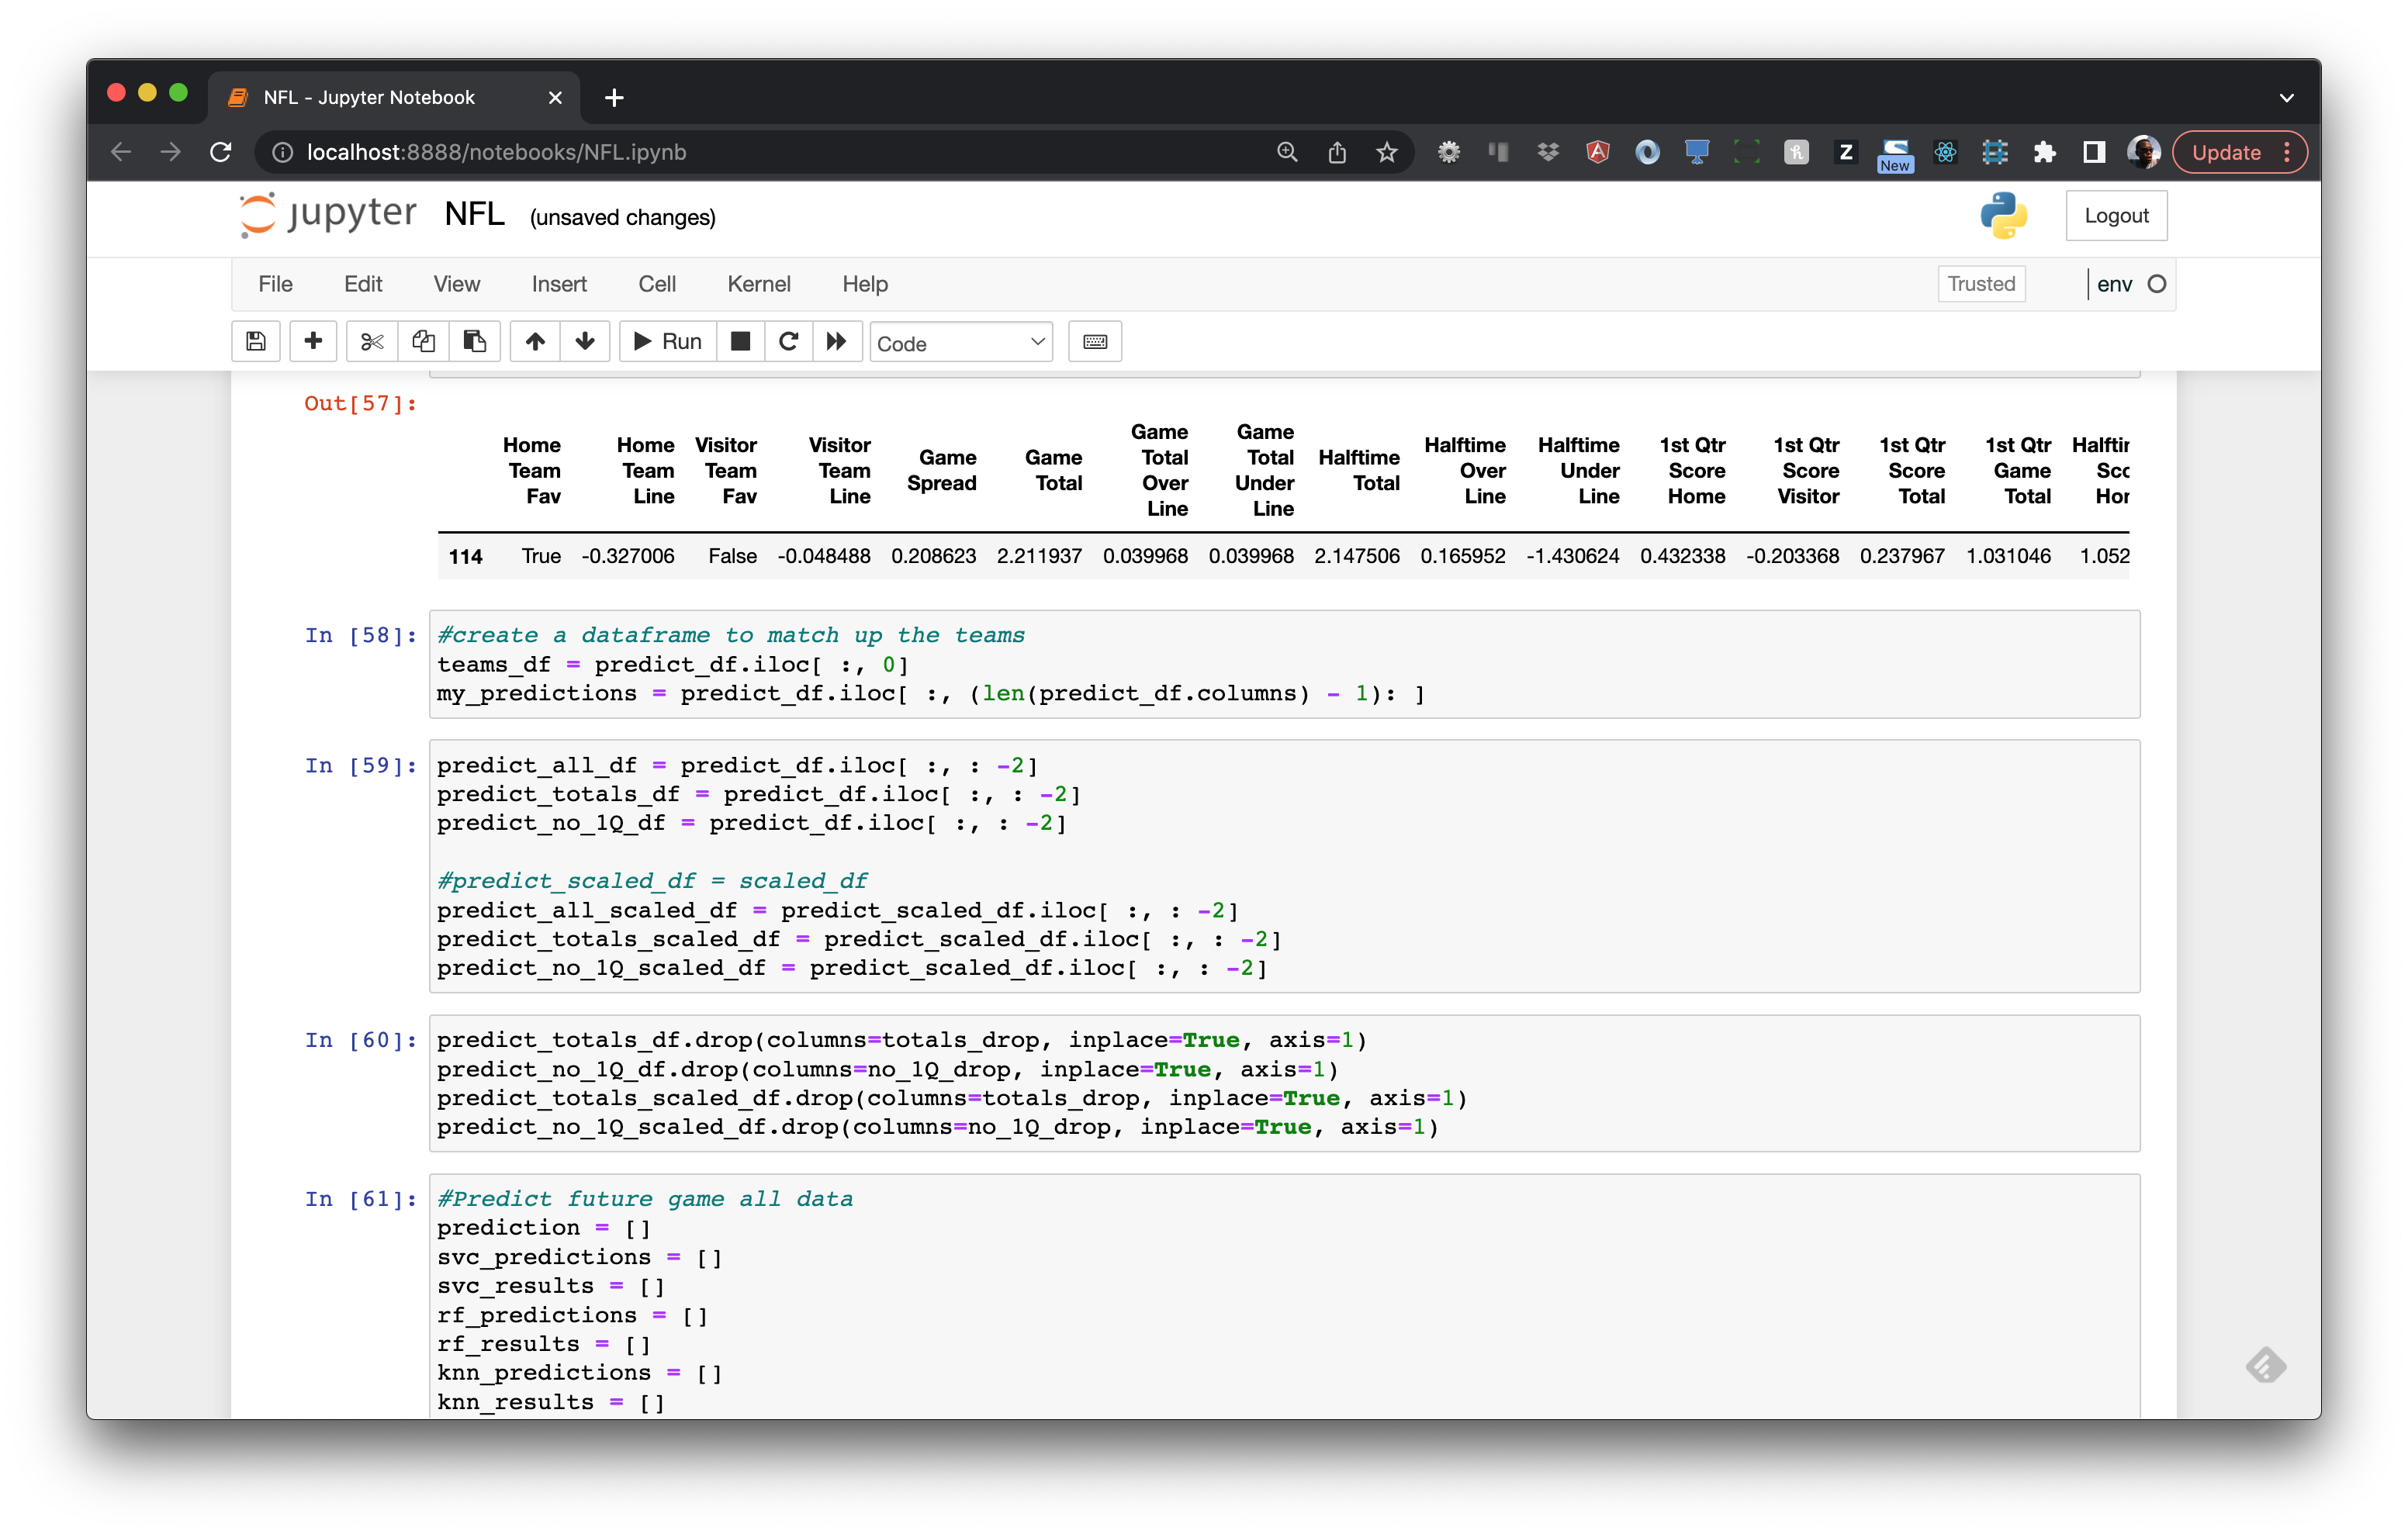 NFL - Jupyter Notebook
localhost:8888/notebooks/NFL.ipynb
Z
New
Update
jupyter NFL (unsaved changes)
Logout
File Edit View Insert Cell Kernel Help
Trusted
env
Run
Code
Out[57]:
Home Team Fav Home Team Line Visitor Team Fav Visitor Team Line Game Spread Game Total Game Total Over Line Game Total Under Line Halftime Total Halftime Over Line Halftime Under Line 1st Qtr Score Home 1st Qtr Score Visitor 1st Qtr Score Total 1st Qtr Game Total Halftir Scc Hor
114 True -0.327006 False -0.048488 0.208623 2.211937 0.039968 0.039968 2.147506 0.165952 -1.430624 0.432338 -0.203368 0.237967 1.031046 1.052
In [58]:
#create a dataframe to match up the teams
teams_df = predict_df.iloc[ :, 0]
my_predictions = predict_df.iloc[ :, (len(predict_df.columns) - 1): ]
In [59]:
predict_all_df = predict_df.iloc[ :, : -2]
predict_totals_df = predict_df.iloc[ :, : -2]
predict_no_1Q_df = predict_df.iloc[ :, : -2]
#predict_scaled_df = scaled_df
predict_all_scaled_df = predict_scaled_df.iloc[ :, : -2]
predict_totals_scaled_df = predict_scaled_df.iloc[ :, : -2]
predict_no_1Q_scaled_df = predict_scaled_df.iloc[ :, : -2]
In [60]:
predict_totals_df.drop(columns=totals_drop, inplace=True, axis=1)
predict_no_1Q_df.drop(columns=no_1Q_drop, inplace=True, axis=1)
predict_totals_scaled_df.drop(columns=totals_drop, inplace=True, axis=1)
predict_no_1Q_scaled_df.drop(columns=no_1Q_drop, inplace=True, axis=1)
In [61]:
#Predict future game all data
prediction = []
svc_predictions = []
svc_results = []
rf_predictions = []
rf_results = []
knn_predictions = []
knn_results = []